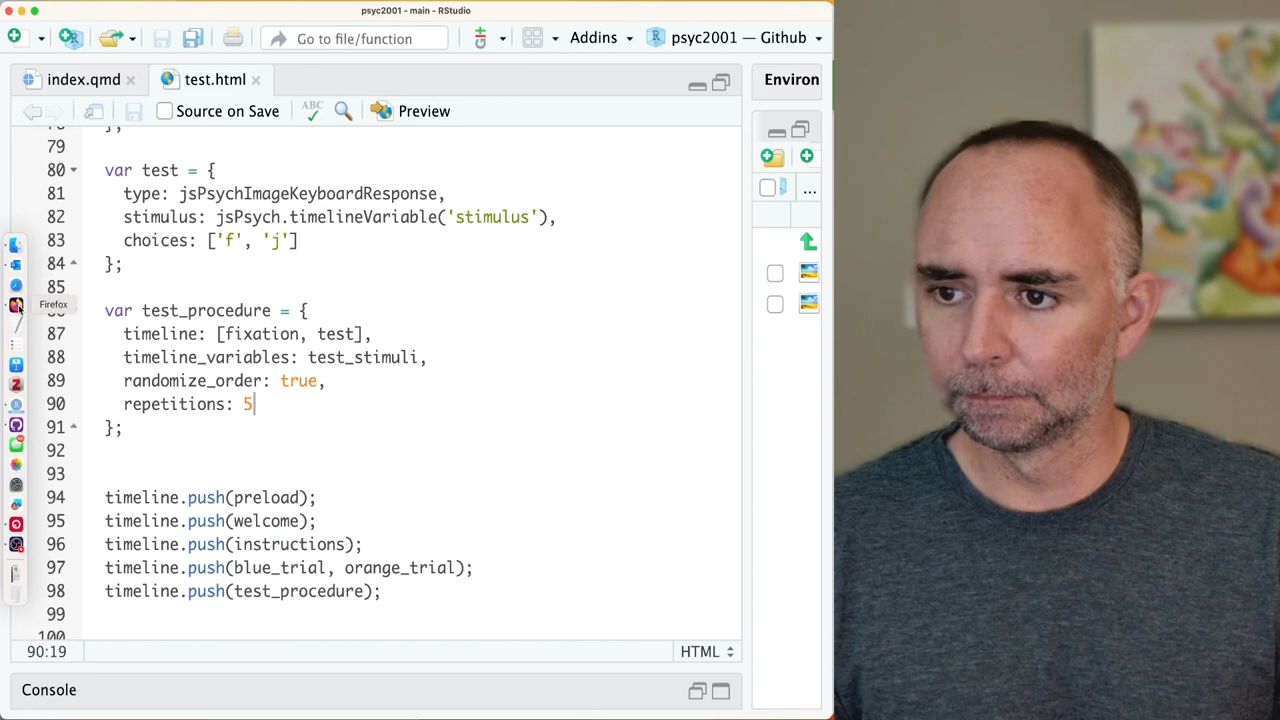 psyc2001 - main - RStudio
Go to file/function
Addins
psyc2001 — Github
index.qmd
test.html
Environ
Source on Save
ABC
Preview
79
80 var test = {
81 type: jsPsychImageKeyboardResponse,
82 stimulus: jsPsych.timelineVariable('stimulus'),
83 choices: ['f', 'j']
84 };
85
Firefox
var test_procedure = {
87 timeline: [fixation, test],
88 timeline_variables: test_stimuli,
89 randomize_order: true,
90 repetitions: 5
91 };
92
93
94 timeline.push(preload);
95 timeline.push(welcome);
96 timeline.push(instructions);
97 timeline.push(blue_trial, orange_trial);
98 timeline.push(test_procedure);
99
100
90:19
HTML
Console